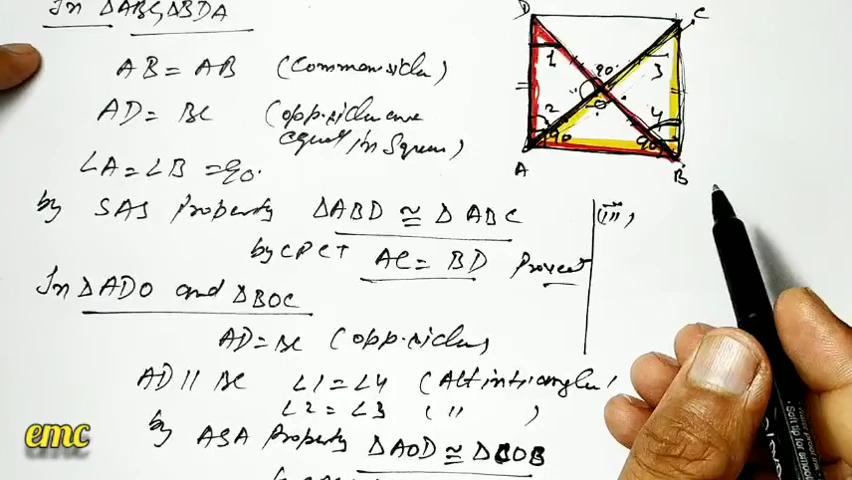 In ΔABC, ΔBDA
AB = AB (Common side)
AD = BC (opp. side are
equal in Square)
∠A = ∠B = 90°
by SAS Property ΔABD ≅ ΔABC
by CPCT AC = BD Proved
In ΔADO and ΔBOC
AD = BC (opp. sides)
AD || BC ∠1 = ∠4 (Alt int. angles)
∠2 = ∠3 ( " )
by ASA Property ΔAOD ≅ ΔCOB
(iii)
D
C
1
90°
3
2
O
4
90
90
A
B
emc